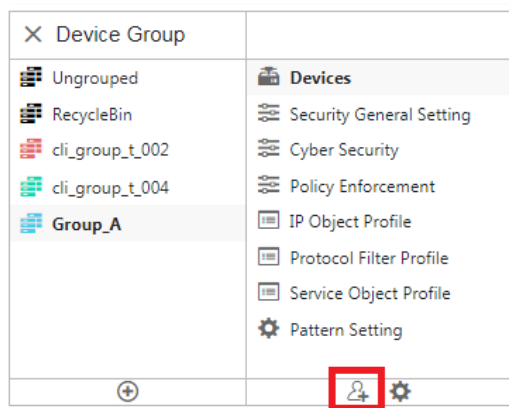 Device Group
Ungrouped
Devices
RecycleBin
Security General Setting
cli_group_t_002
Cyber Security
cli_group_t_004
Policy Enforcement
Group_A
IP Object Profile
Protocol Filter Profile
Service Object Profile
Pattern Setting